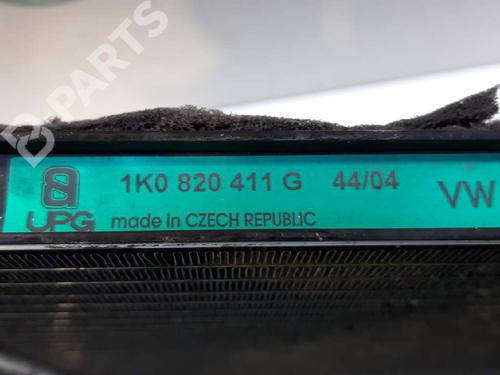 B-PARTS
1K0 820 411 G 44/04 VW
UPG made in CZECH REPUBLIC